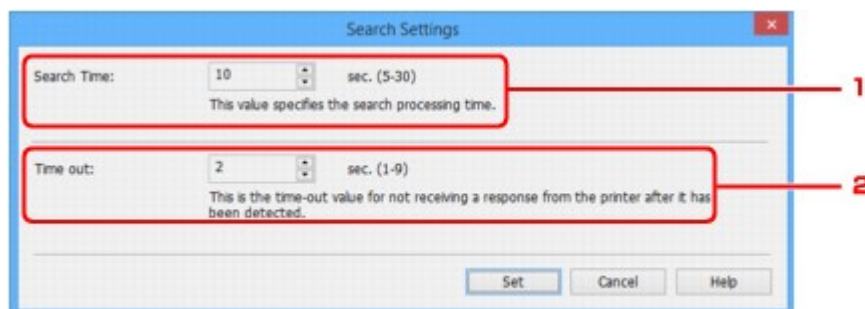 Search Settings
Search Time: 10 sec. (5-30)
This value specifies the search processing time.
1
Time out: 2 sec. (1-9)
This is the time-out value for not receiving a response from the printer after it has
been detected.
2
Set Cancel Help